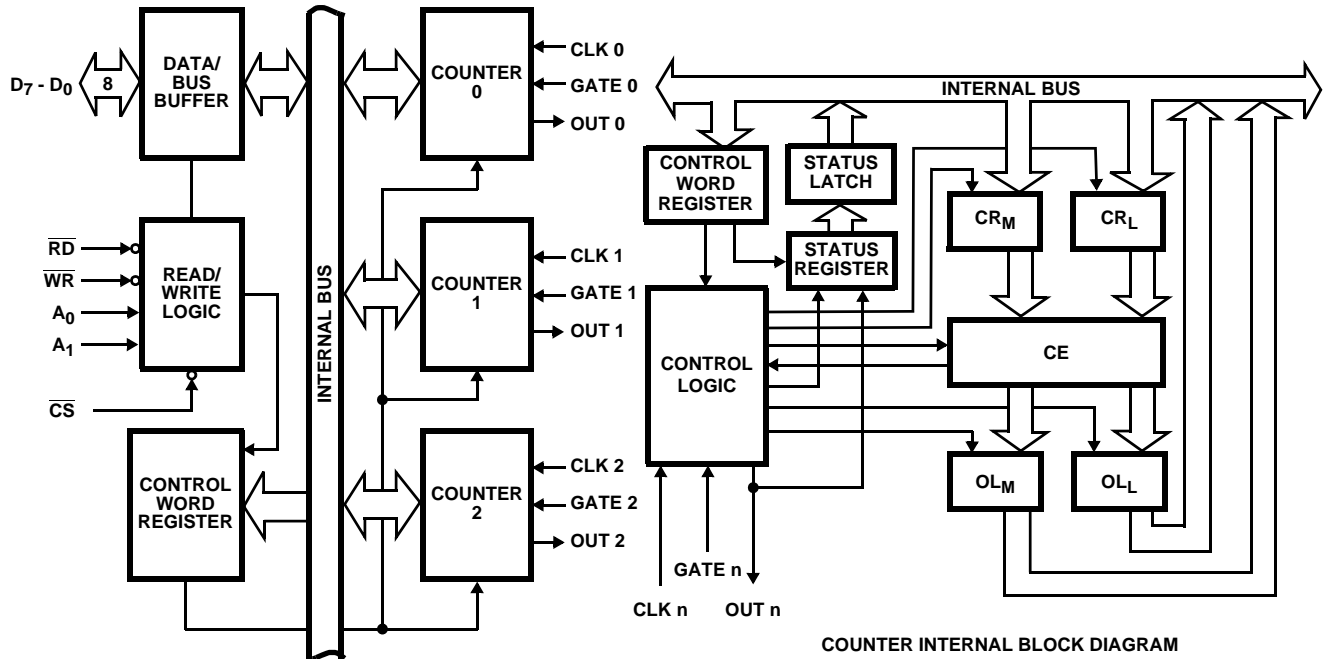 D7 - D0
8
DATA/
BUS
BUFFER
RD
WR
A0
A1
CS
READ/
WRITE
LOGIC
CONTROL
WORD
REGISTER
INTERNAL BUS
COUNTER
0
CLK 0
GATE 0
OUT 0
COUNTER
1
CLK 1
GATE 1
OUT 1
COUNTER
2
CLK 2
GATE 2
OUT 2
INTERNAL BUS
CONTROL
WORD
REGISTER
STATUS
LATCH
STATUS
REGISTER
CRM
CRL
CONTROL
LOGIC
CE
OLM
OLL
GATE n
CLK n
OUT n
COUNTER INTERNAL BLOCK DIAGRAM